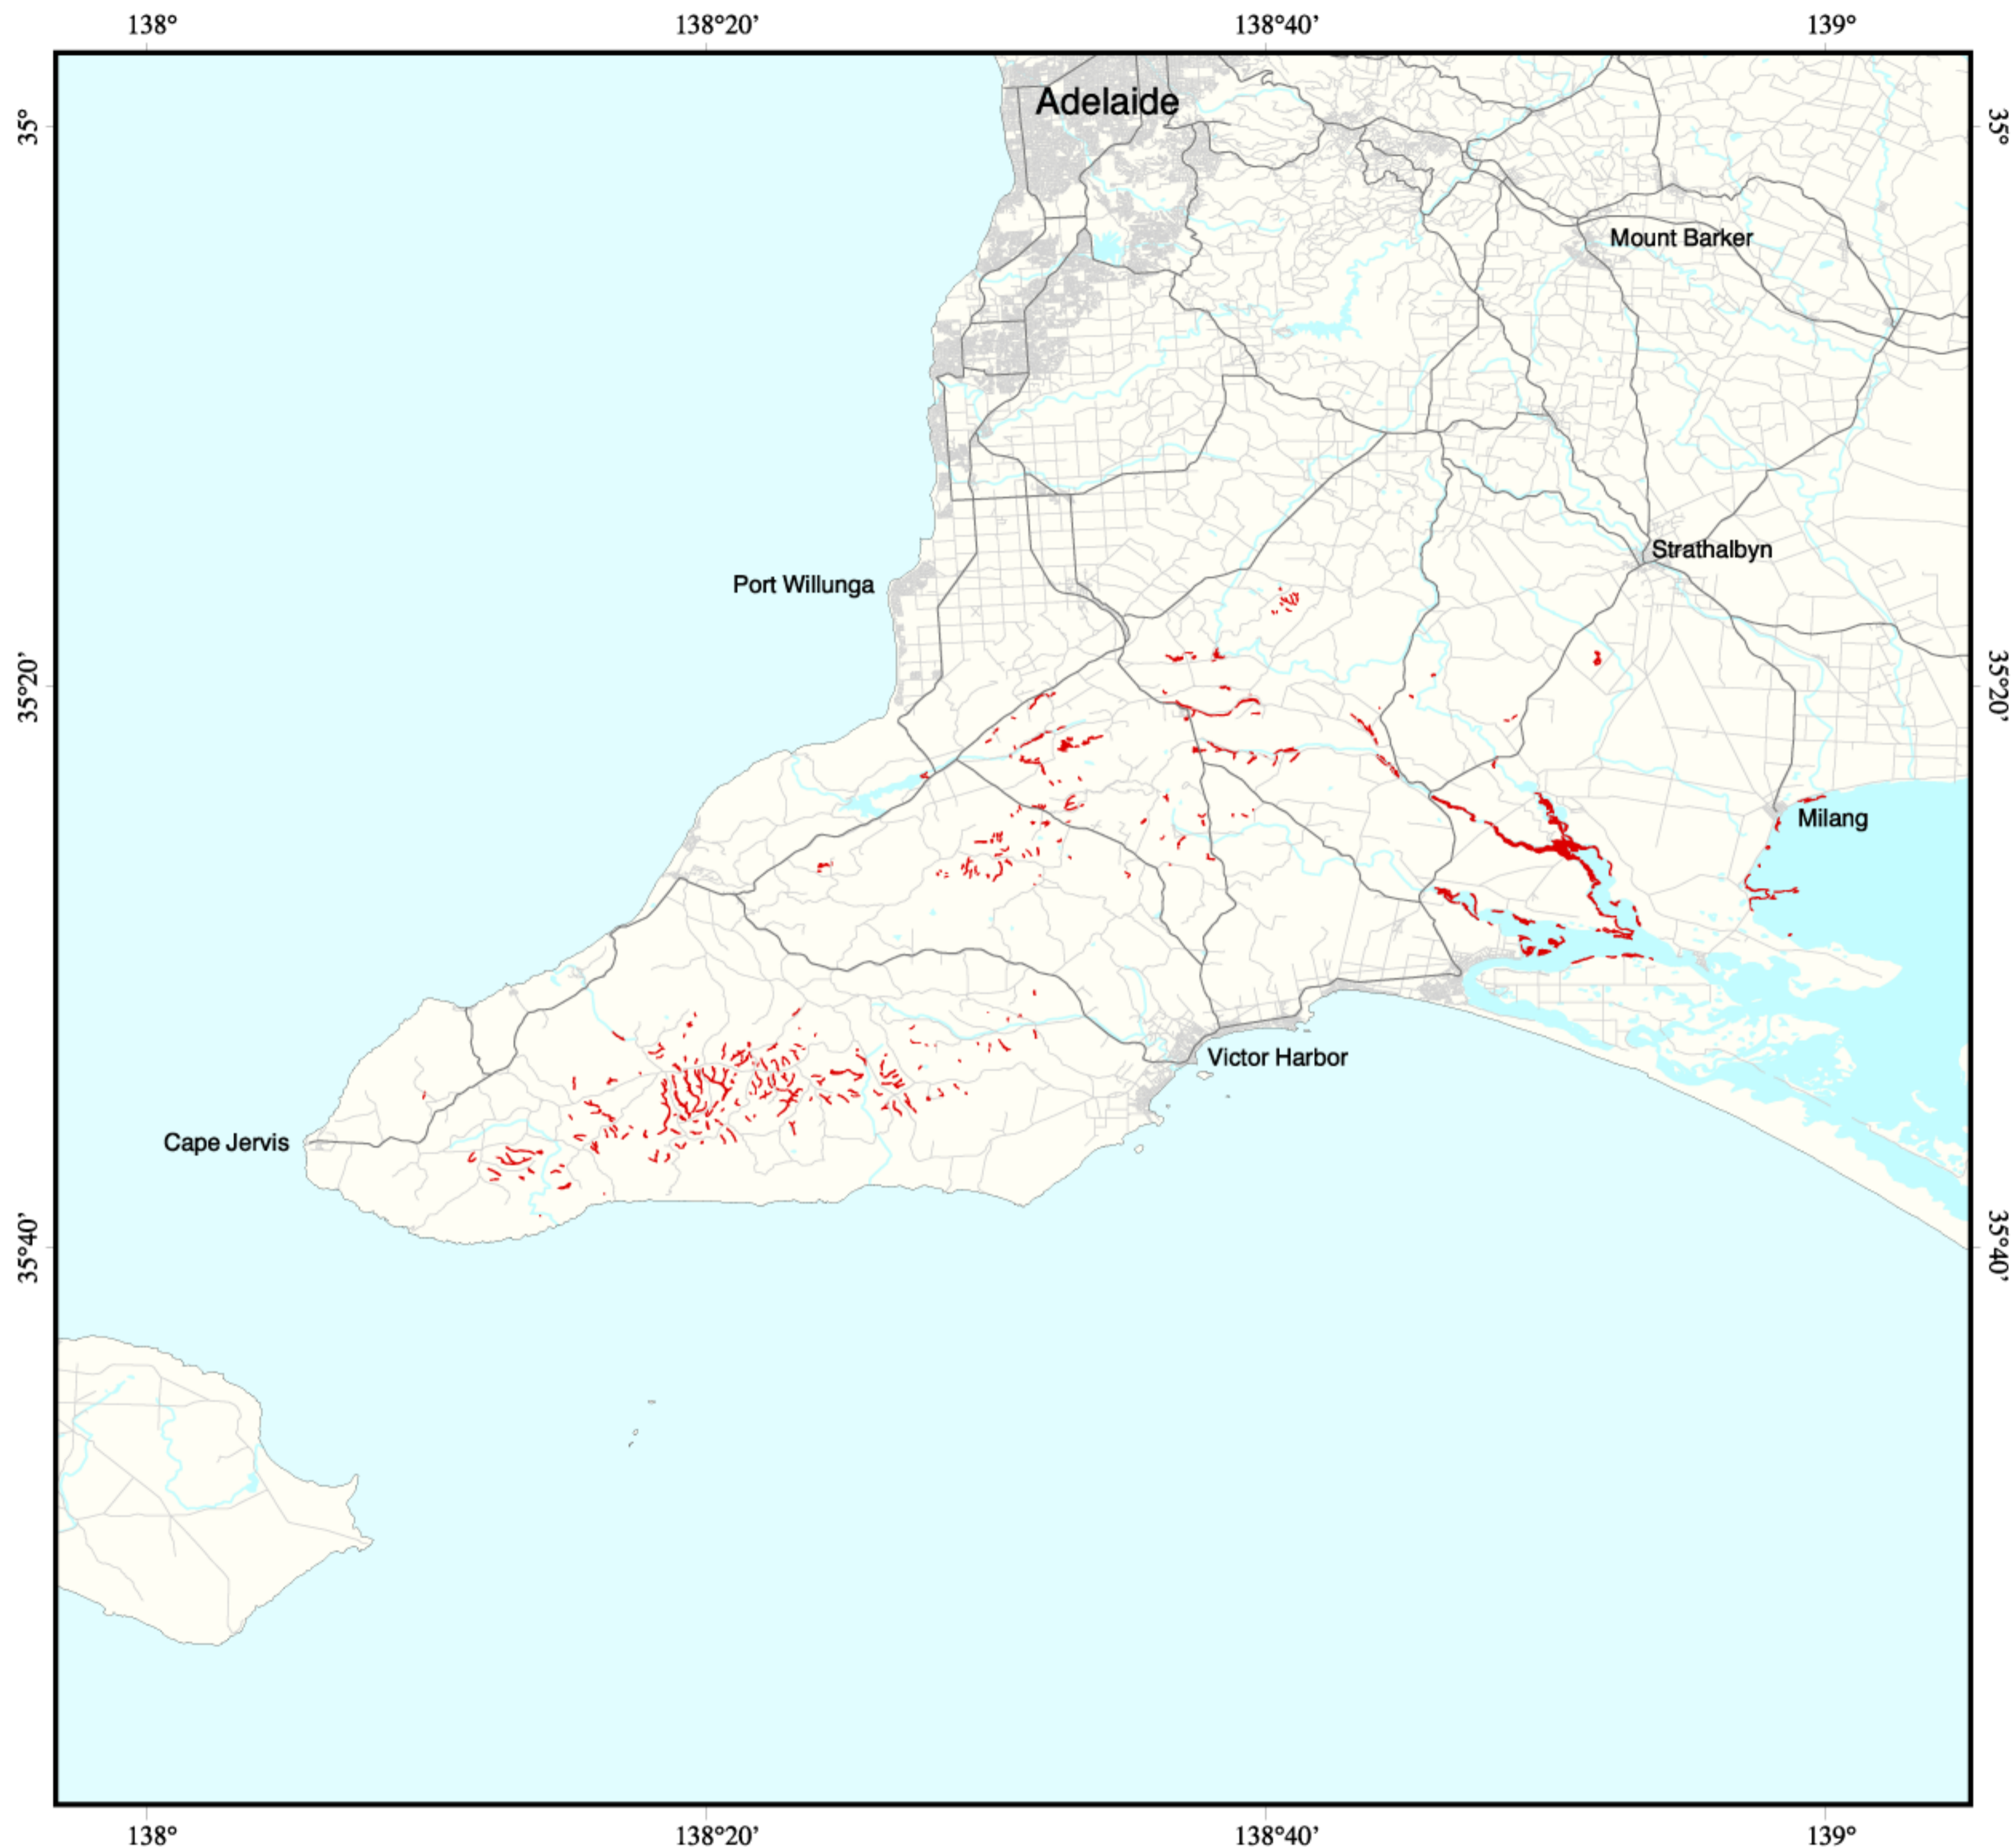 138°
138°20’
138°40’
139°
Adelaide
35°
35°
Mount Barker
Strathalbyn
Port Willunga
35°20’
35°20’
Milang
Victor Harbor
Cape Jervis
35°40’
35°40’
138°
138°20’
138°40’
139°